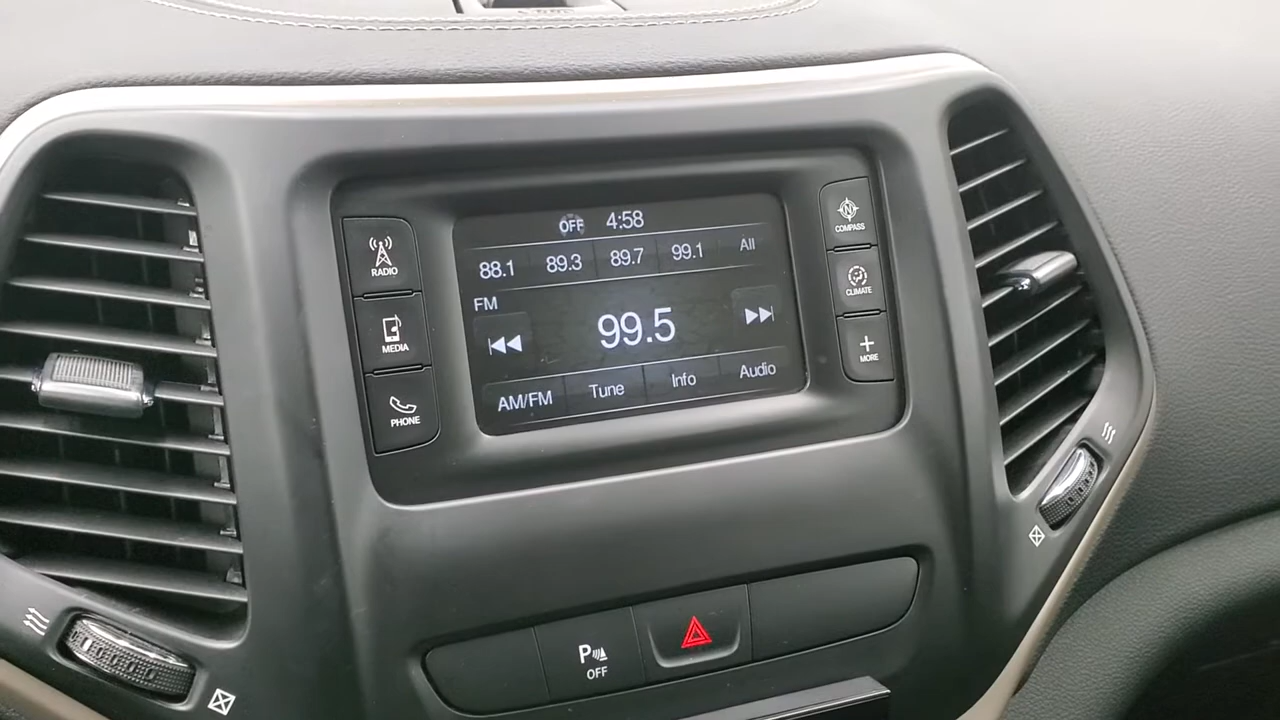 OFF 4:58
88.1 89.3 89.7 99.1 All
FM
99.5
AM/FM Tune Info Audio
RADIO
MEDIA
PHONE
N
COMPASS
CLIMATE
MORE
P
OFF